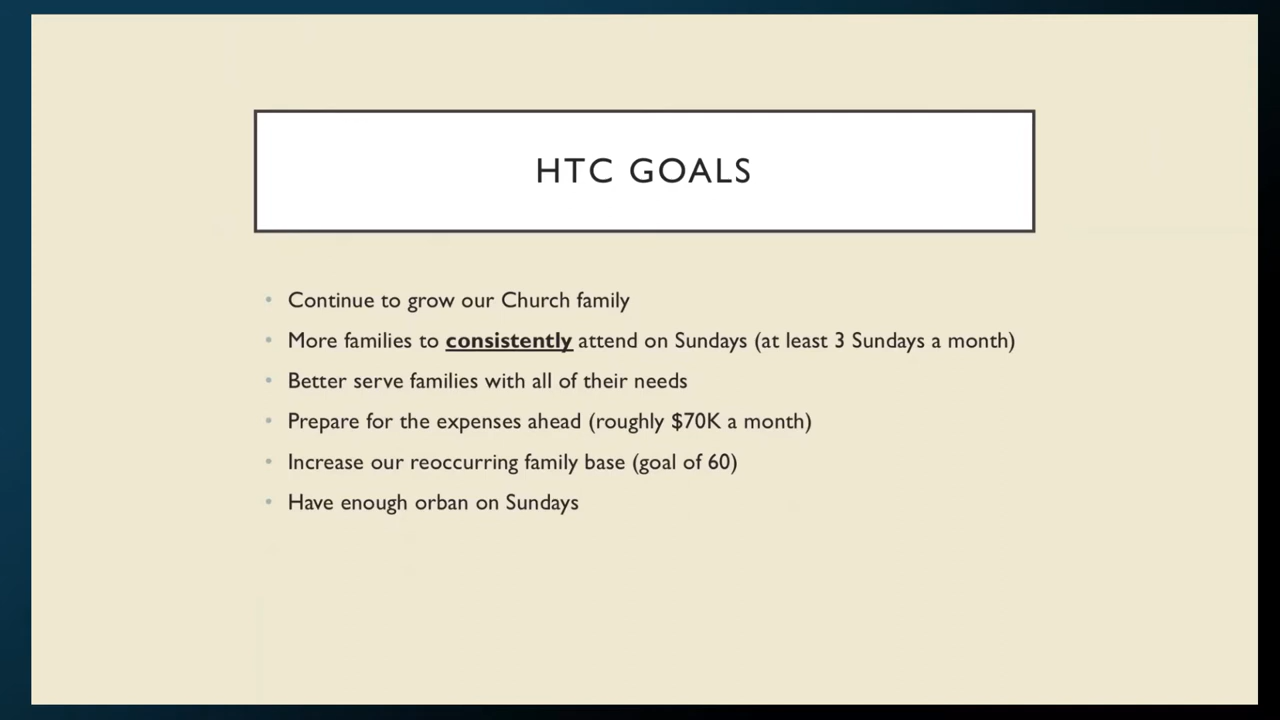 HTC GOALS
• Continue to grow our Church family
• More families to consistently attend on Sundays (at least 3 Sundays a month)
• Better serve families with all of their needs
• Prepare for the expenses ahead (roughly $70K a month)
• Increase our reoccurring family base (goal of 60)
• Have enough orban on Sundays